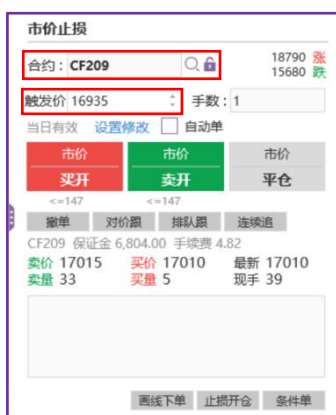 市价止损
合约: CF209 18790 涨
15680 跌
触发价 16935 手数: 1
当日有效 设置修改 自动单
市价 市价 市价
买开 卖开 平仓
<=147 <=147
撤单 对价跟 排队跟 连续追
CF209 保证金 6,804.00 手续费 4.82
卖价 17015 买价 17010 最新 17010
卖量 33 买量 5 现手 39
画线下单 止损开仓 条件单